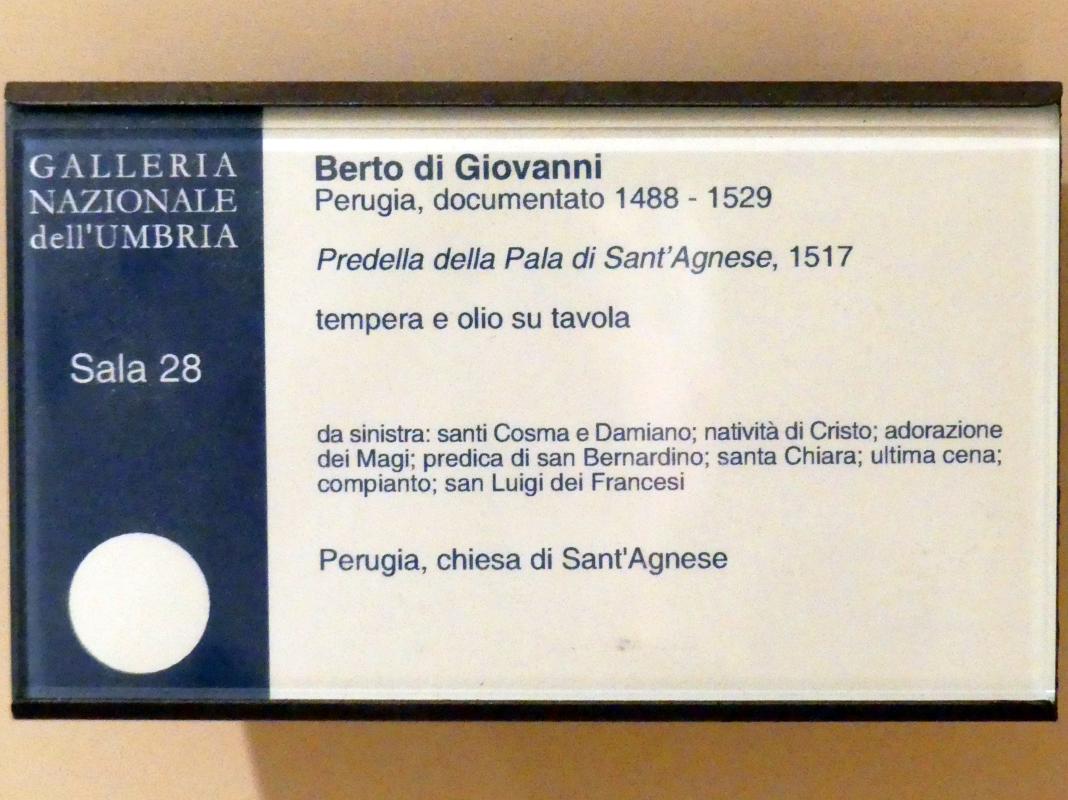 GALLERIA
NAZIONALE
dell'UMBRIA
Sala 28
Berto di Giovanni
Perugia, documentato 1488 - 1529
Predella della Pala di Sant'Agnese, 1517
tempera e olio su tavola
da sinistra: santi Cosma e Damiano; natività di Cristo; adorazione
dei Magi; predica di san Bernardino; santa Chiara; ultima cena;
compianto; san Luigi dei Francesi
Perugia, chiesa di Sant'Agnese